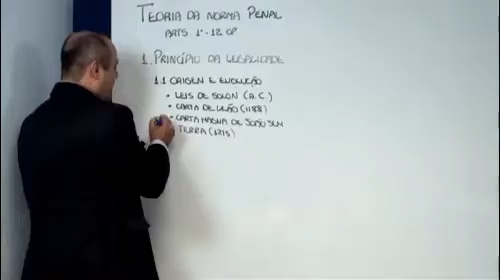 TEORIA DA NORMA PENAL
ARTS. 1º-12 CP
1. PRINCÍPIO DA LEGALIDADE
1.1 ORIGEM E EVOLUÇÃO
• LEIS DE SOLON (A.C.)
• CARTA DE LEÃO (1188)
• CARTA MAGNA DE JOÃO SEM
TERRA (1215)